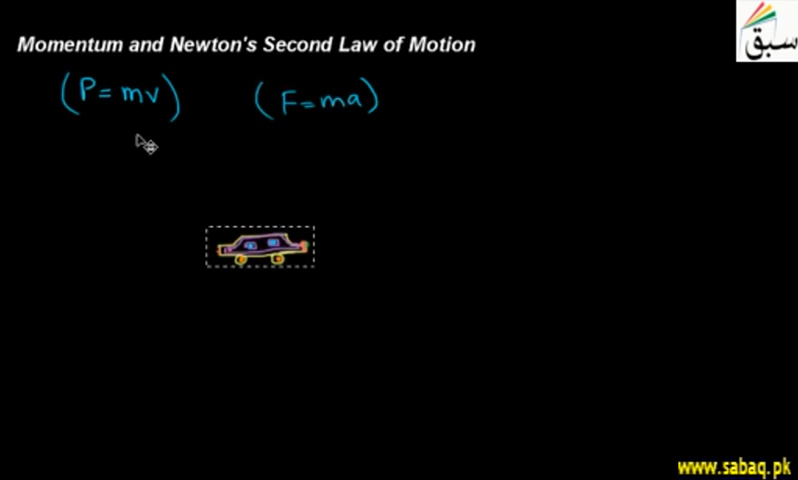 سبق
Momentum and Newton's Second Law of Motion
(P=mv) (F=ma)
www.sabaq.pk